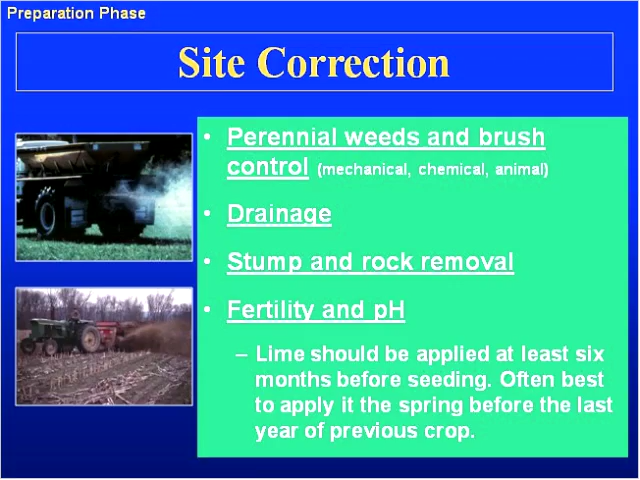 Preparation Phase
Site Correction
• Perennial weeds and brush
control (mechanical, chemical, animal)
• Drainage
• Stump and rock removal
• Fertility and pH
– Lime should be applied at least six
months before seeding. Often best
to apply it the spring before the last
year of previous crop.